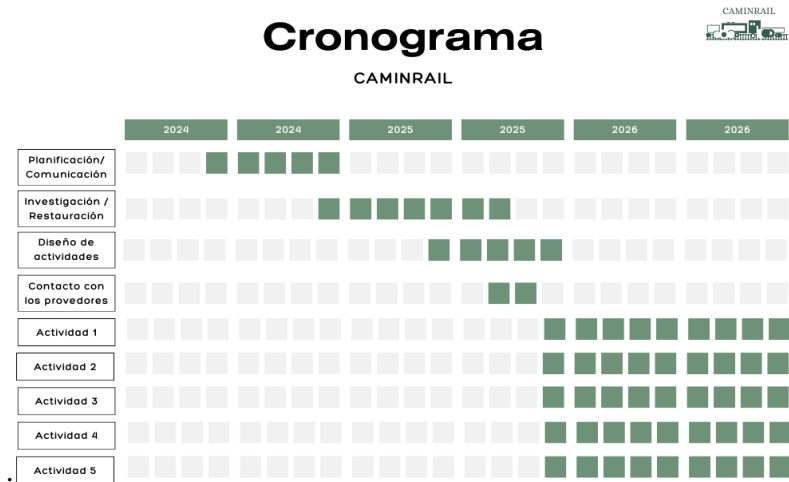 CAMINRAIL
Cronograma
CAMINRAIL
2024 2024 2025 2025 2026 2026
Planificación/
Comunicación
Investigación /
Restauración
Diseño de
actividades
Contacto con
los provedores
Actividad 1
Actividad 2
Actividad 3
Actividad 4
Actividad 5